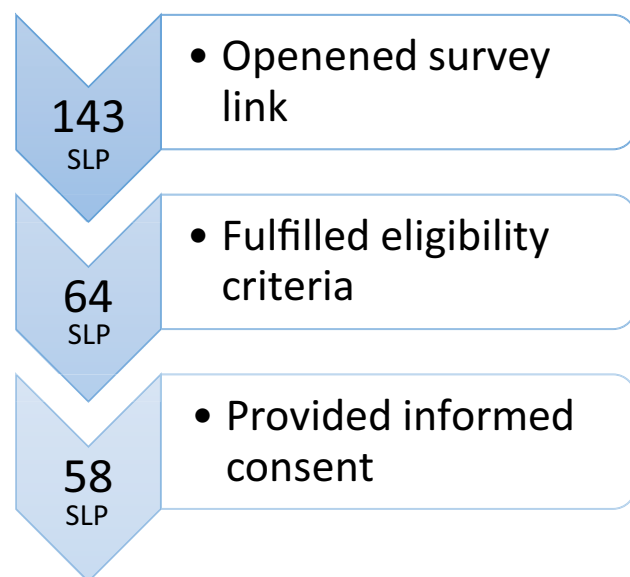 143
SLP
• Openened survey
link
64
SLP
• Fulfilled eligibility
criteria
58
SLP
• Provided informed
consent